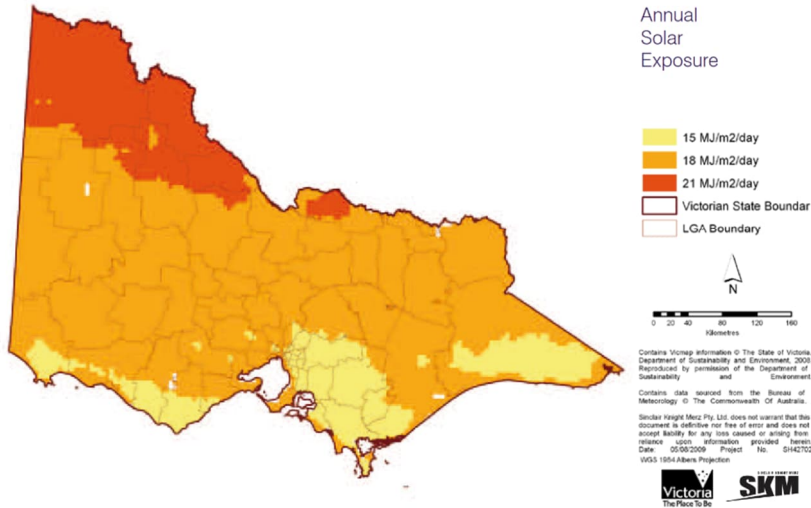 Annual
Solar
Exposure
15 MJ/m2/day
18 MJ/m2/day
21 MJ/m2/day
Victorian State Boundar
LGA Boundary
N
0 20 40 80 120 160
Kilometres
Contains Vicmap information © The State of Victoria,
Department of Sustainability and Environment, 2008.
Reproduced by permission of the Department of
Sustainability and Environment
Contains data sourced from the Bureau of
Meteorology © The Commonwealth Of Australia.
Sinclair Knight Merz Pty. Ltd. does not warrant that this
document is definitive nor free of error and does not
accept liability for any loss caused or arising from
reliance upon information provided herein.
Date: 05/08/2009 Project No. SH42702
WGS 1984 Albers Projection
Victoria
The Place To Be
SINCLAIR KNIGHT MERZ
SKM